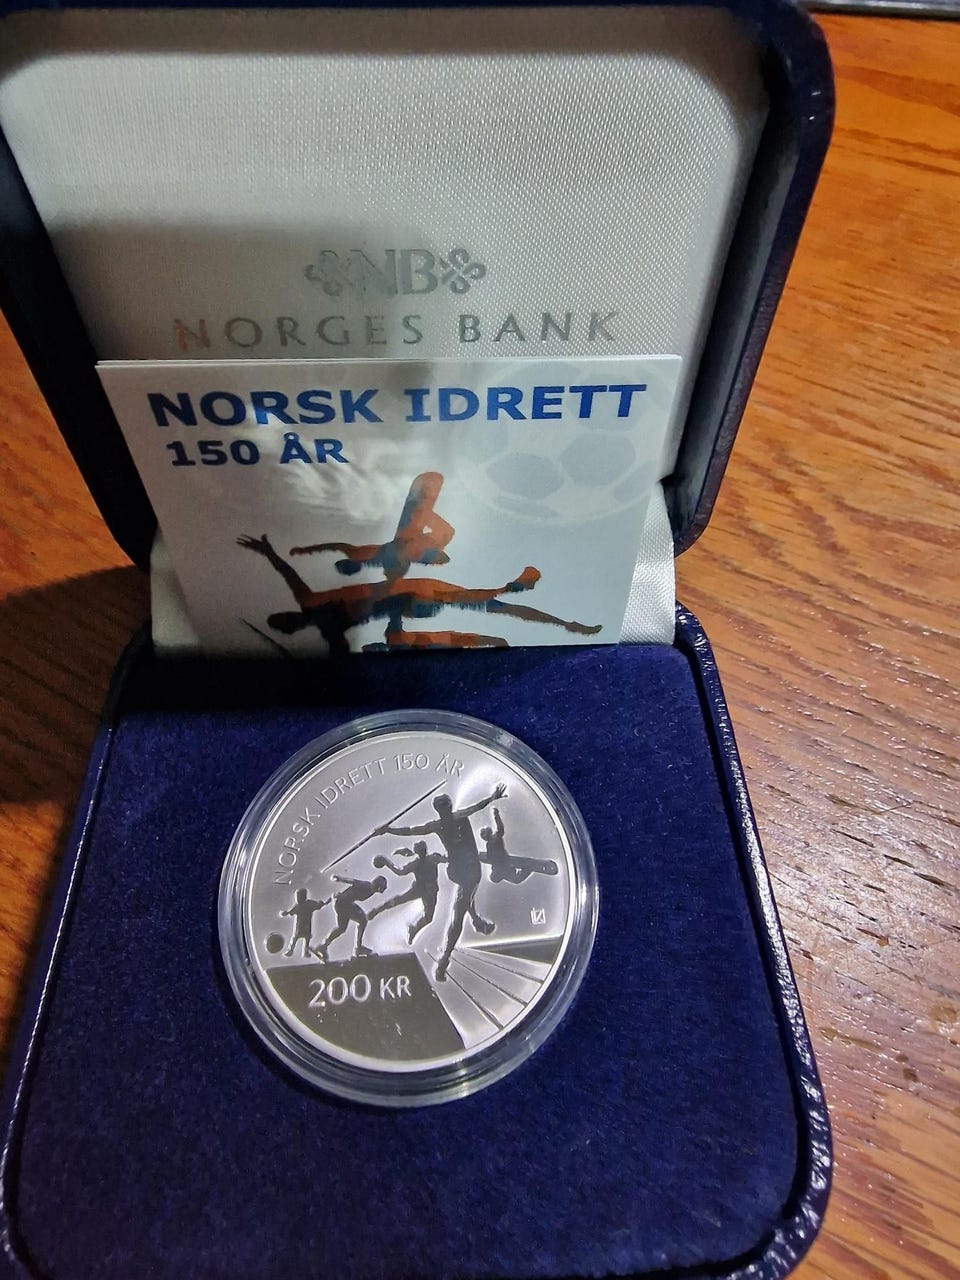 NB
NORGES BANK
NORSK IDRETT
150 ÅR
NORSK IDRETT 150 ÅR
200 KR